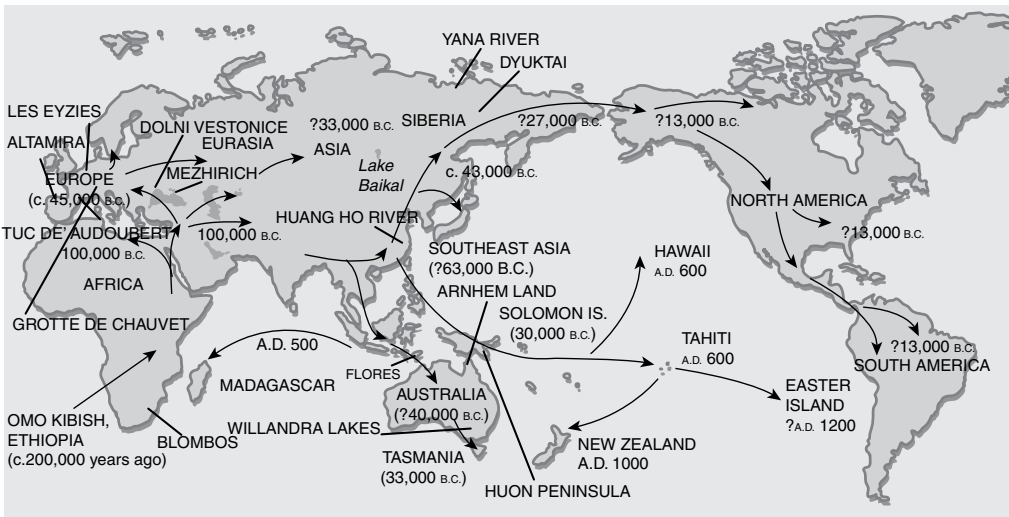 YANA RIVER
DYUKTAI
LES EYZIES
ALTAMIRA
DOLNI VESTONICE
EURASIA
MEZHIRICH
?33,000 B.C.
SIBERIA
ASIA
?27,000 B.C.
?13,000 B.C.
Lake
Baikal
c. 43,000 B.C.
EUROPE
(c. 45,000 B.C.)
HUANG HO RIVER
NORTH AMERICA
?13,000 B.C.
TUC DE' AUDOUBERT
100,000 B.C.
100,000 B.C.
SOUTHEAST ASIA
(?63,000 B.C.)
HAWAII
A.D. 600
AFRICA
ARNHEM LAND
SOLOMON IS.
(30,000 B.C.)
GROTTE DE CHAUVET
A.D. 500
TAHITI
A.D. 600
?13,000 B.C.
SOUTH AMERICA
FLORES
MADAGASCAR
AUSTRALIA
(?40,000 B.C.)
EASTER
ISLAND
?A.D. 1200
OMO KIBISH,
ETHIOPIA
(c.200,000 years ago)
BLOMBOS
WILLANDRA LAKES
TASMANIA
(33,000 B.C.)
NEW ZEALAND
A.D. 1000
HUON PENINSULA